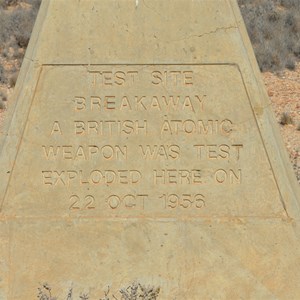 TEST SITE
BREAKAWAY
A BRITISH ATOMIC
WEAPON WAS TEST
EXPLODED HERE ON
22 OCT 1956